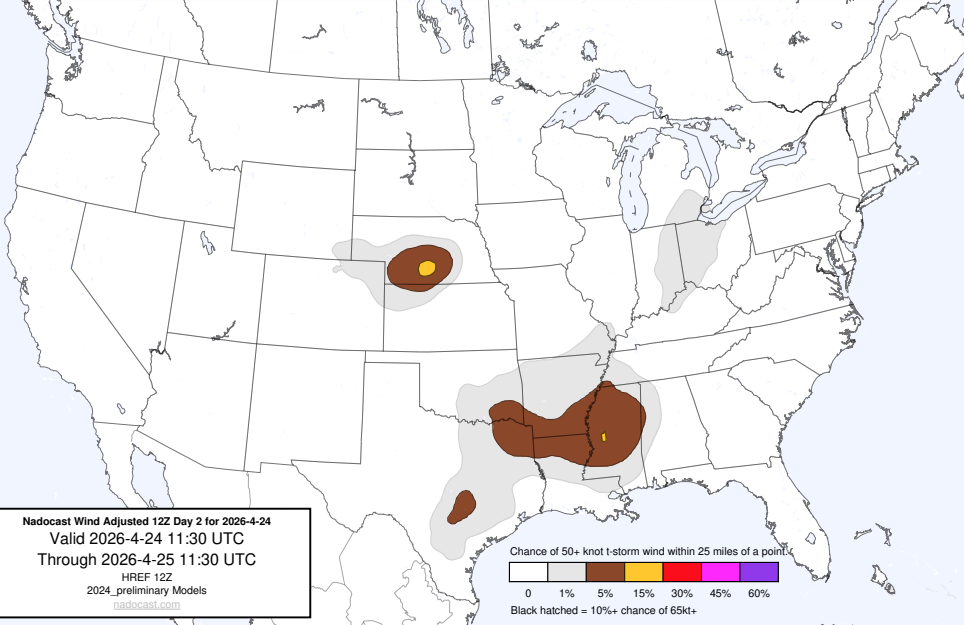 Nadocast Wind Adjusted 12Z Day 2 for 2026-4-24
Valid 2026-4-24 11:30 UTC
Through 2026-4-25 11:30 UTC
HREF 12Z
2024_preliminary Models
nadocast.com
Chance of 50+ knot t-storm wind within 25 miles of a point.
0 1% 5% 15% 30% 45% 60%
Black hatched = 10%+ chance of 65kt+